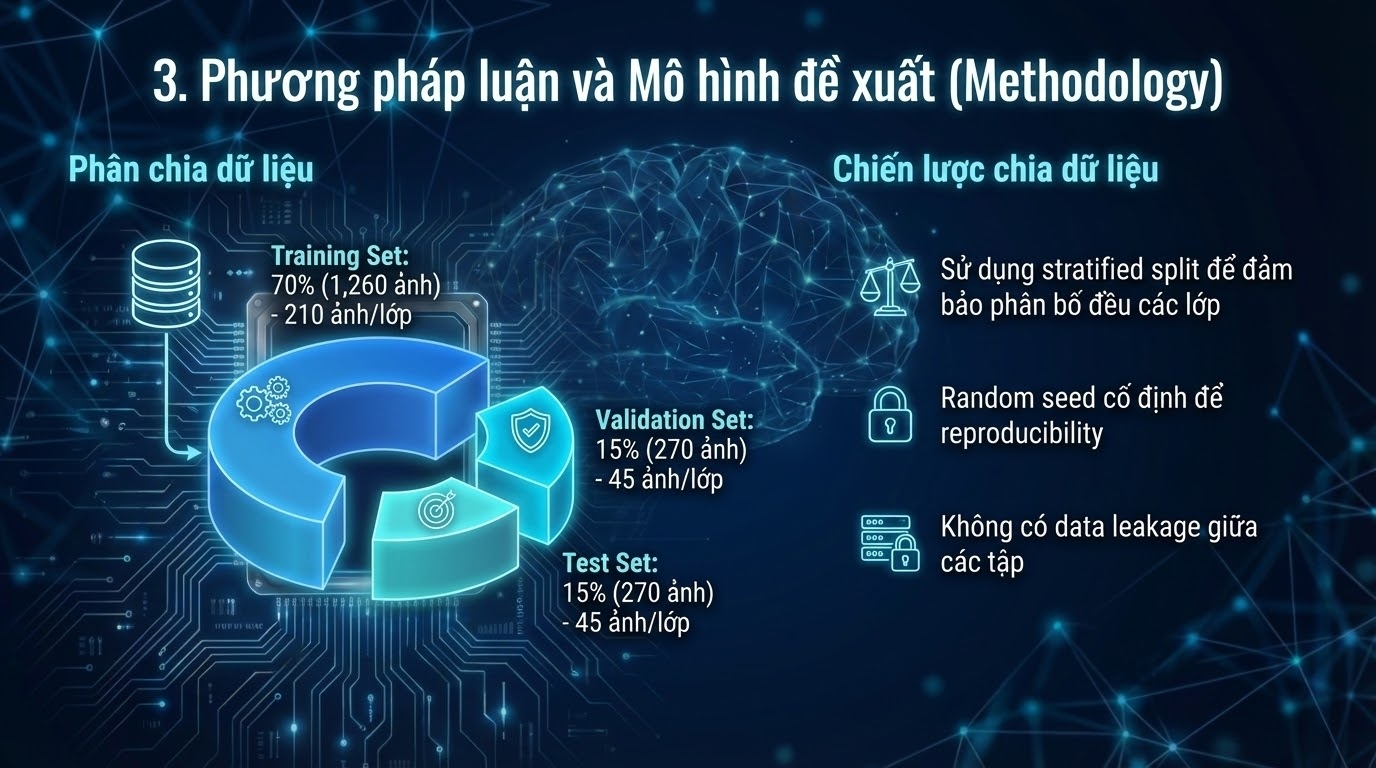 3. Phương pháp luận và Mô hình đề xuất (Methodology)
Phân chia dữ liệu
Training Set:
70% (1,260 ảnh)
- 210 ảnh/lớp
Validation Set:
15% (270 ảnh)
- 45 ảnh/lớp
Test Set:
15% (270 ảnh)
- 45 ảnh/lớp
Chiến lược chia dữ liệu
Sử dụng stratified split để đảm
bảo phân bố đều các lớp
Random seed cố định để
reproducibility
Không có data leakage giữa
các tập